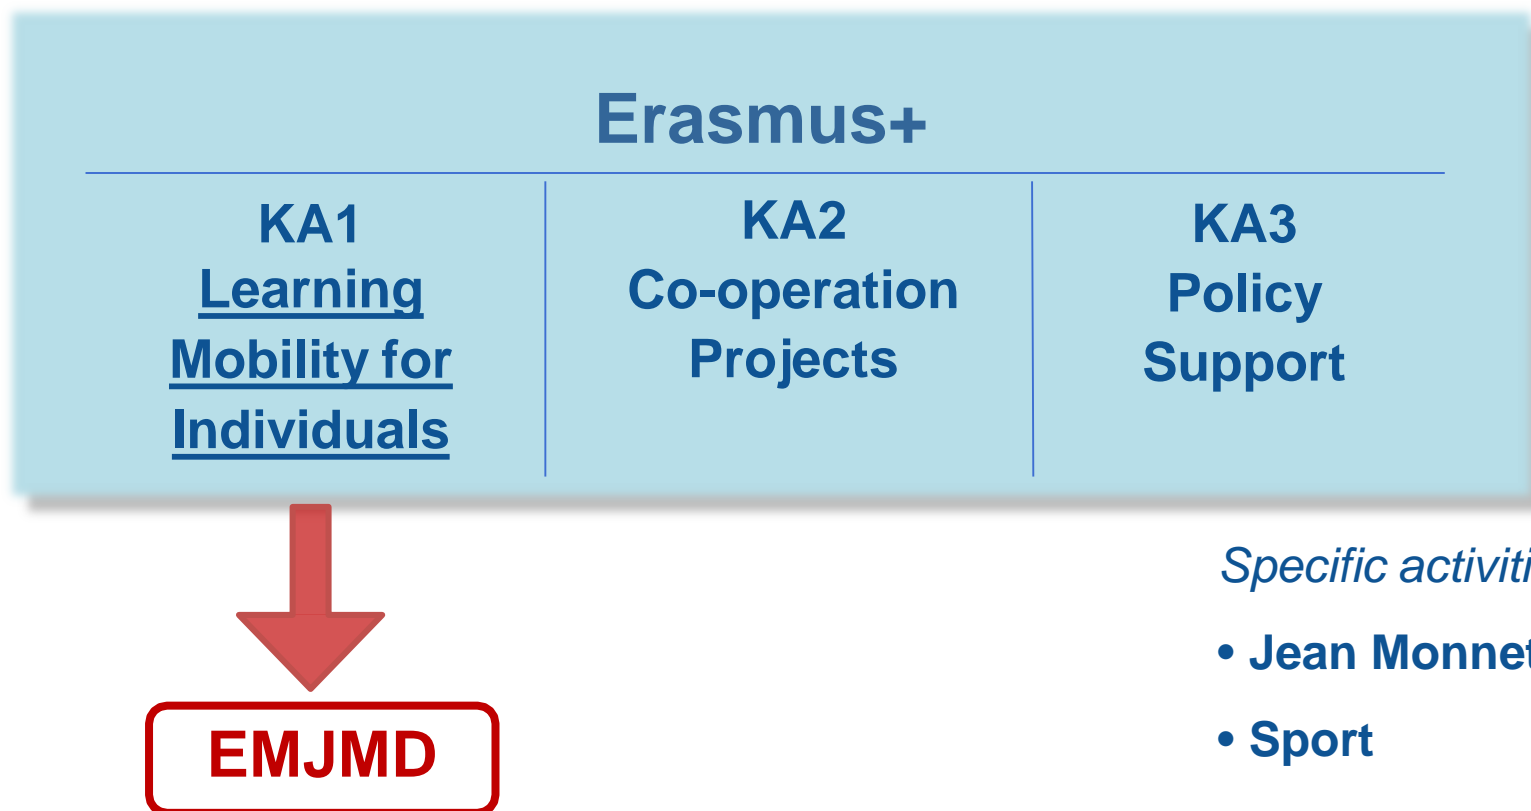 Erasmus+
KA1
Learning
Mobility for
Individuals
KA2
Co-operation
Projects
KA3
Policy
Support
EMJMD
Specific activiti
• Jean Monnet
• Sport